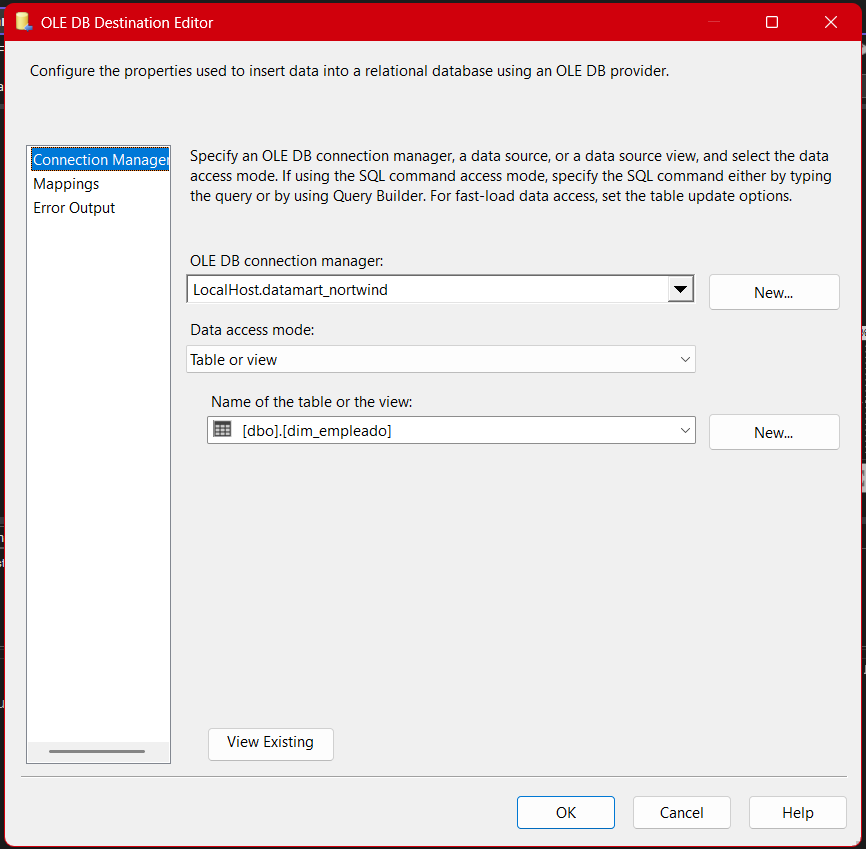 OLE DB Destination Editor
Configure the properties used to insert data into a relational database using an OLE DB provider.
Connection Manager
Mappings
Error Output
Specify an OLE DB connection manager, a data source, or a data source view, and select the data
access mode. If using the SQL command access mode, specify the SQL command either by typing
the query or by using Query Builder. For fast-load data access, set the table update options.
OLE DB connection manager:
LocalHost.datamart_nortwind
New...
Data access mode:
Table or view
Name of the table or the view:
[dbo].[dim_empleado]
New...
View Existing
OK
Cancel
Help